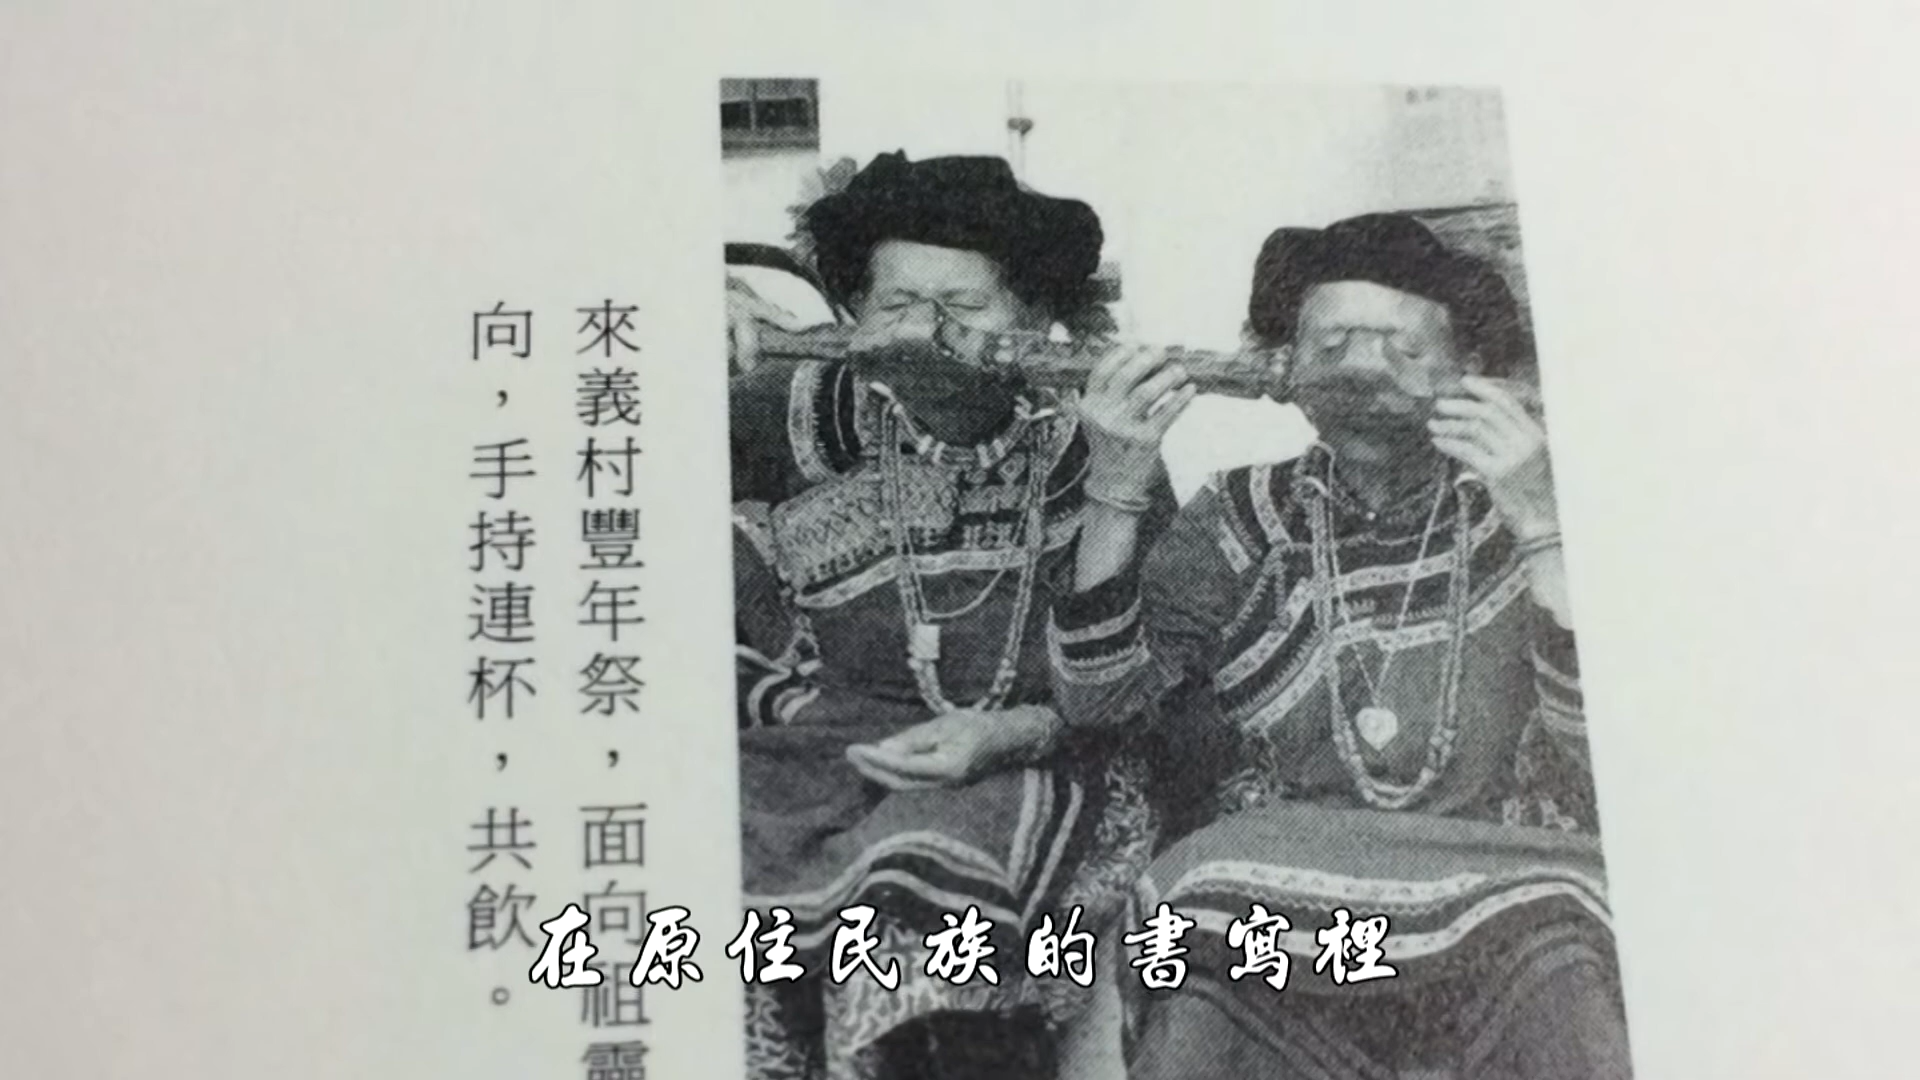 來義村豐年祭，面向祖靈
向，手持連杯，共飲。
在原住民族的書寫裡